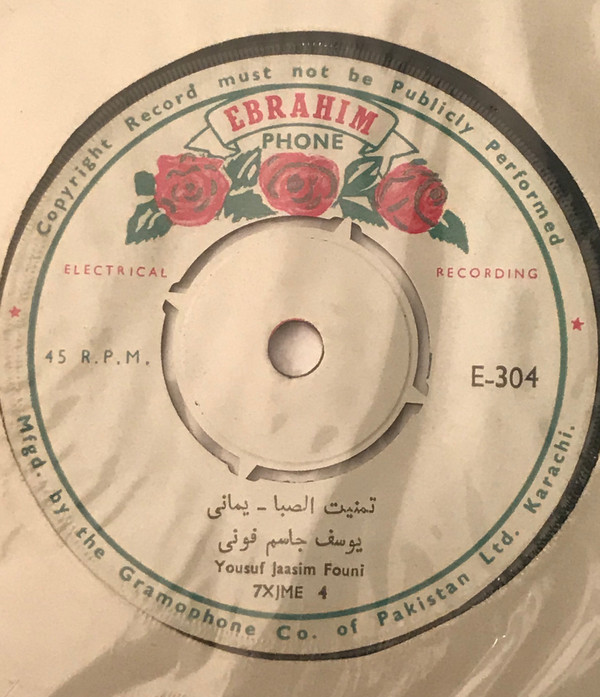 Copyright Record must not be Publicly Performed
EBRAHIM
PHONE
ELECTRICAL
RECORDING
45 R.P.M.
E-304
تمنيت الصبا - يمانى
يوسف جاسم فونى
Yousuf Jaasim Founi
7XJME 4
Mfgd. by the Gramophone Co. of Pakistan Ltd. Karachi.